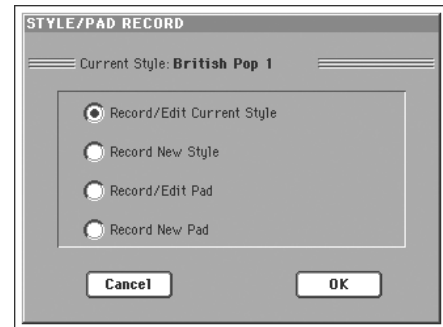 STYLE/PAD RECORD
Current Style: British Pop 1
Record/Edit Current Style
Record New Style
Record/Edit Pad
Record New Pad
Cancel OK